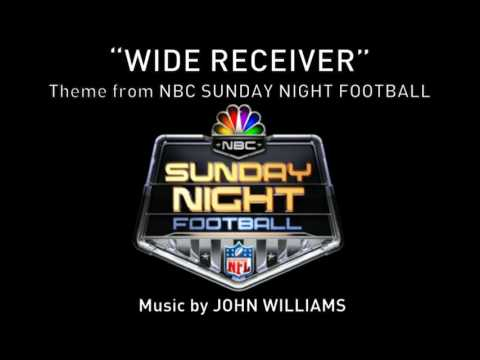 “WIDE RECEIVER”
Theme from NBC SUNDAY NIGHT FOOTBALL
NBC
SUNDAY
NIGHT
FOOTBALL
NFL
Music by JOHN WILLIAMS